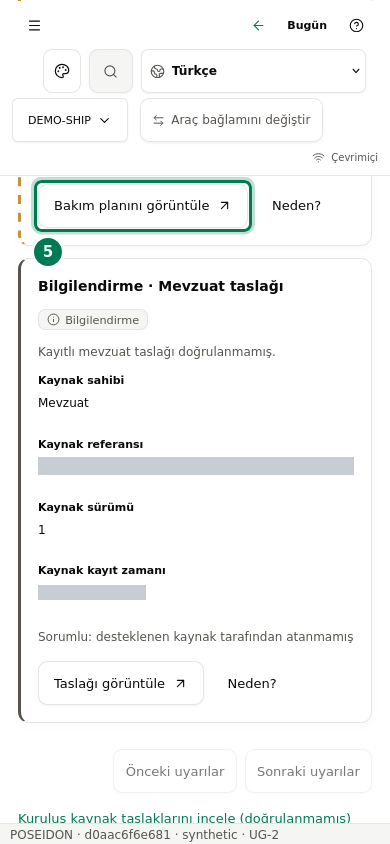 Bugün
Türkçe
DEMO-SHIP
Araç bağlamını değiştir
Çevrimiçi
Bakım planını görüntüle
Neden?
5
Bilgilendirme · Mevzuat taslağı
Bilgilendirme
Kayıtlı mevzuat taslağı doğrulanmamış.
Kaynak sahibi
Mevzuat
Kaynak referansı
Kaynak sürümü
1
Kaynak kayıt zamanı
Sorumlu: desteklenen kaynak tarafından atanmamış
Taslağı görüntüle
Neden?
Önceki uyarılar
Sonraki uyarılar
Kuruluş kaynak taslaklarını incele (doğrulanmamış)
POSEIDON · d0aac6f6e681 · synthetic · UG-2